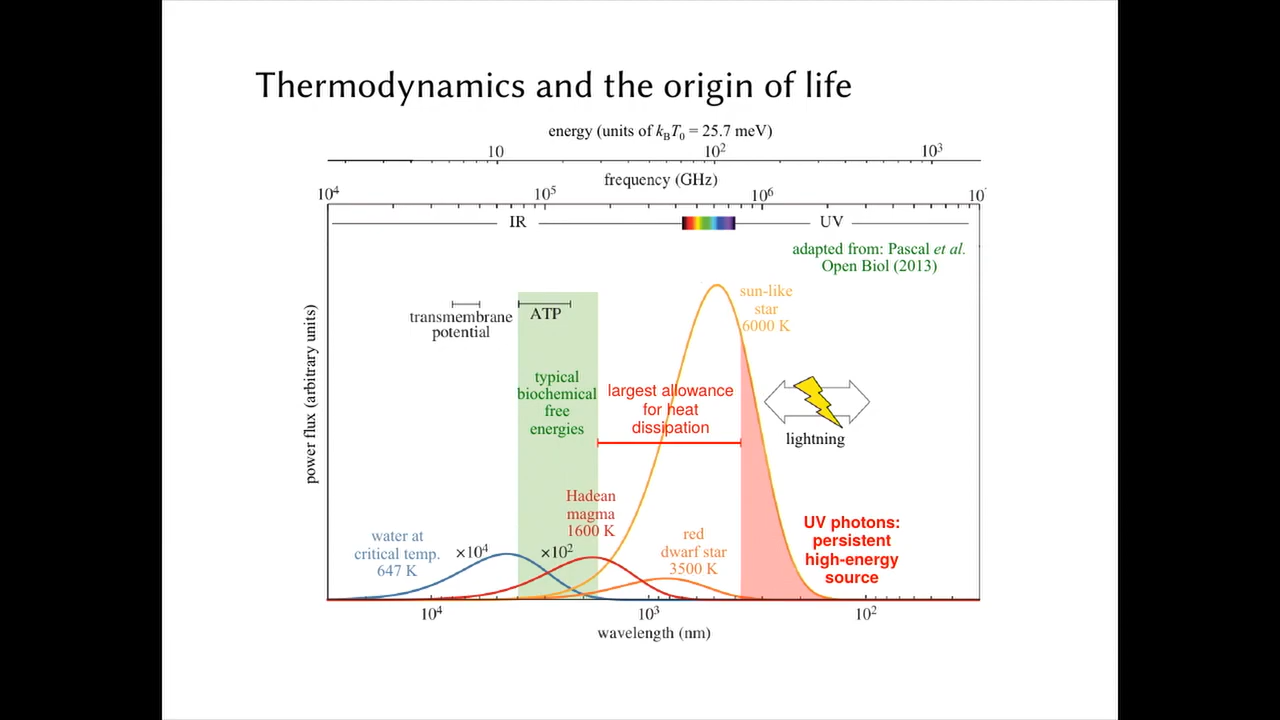 Thermodynamics and the origin of life
energy (units of kBT0 = 25.7 meV)
10 10² 10³
frequency (GHz)
10⁴ 10⁵ 10⁶ 10⁷
IR UV
adapted from: Pascal et al.
Open Biol (2013)
sun-like
star
6000 K
transmembrane
potential
ATP
typical
biochemical
free
energies
largest allowance
for heat
dissipation
lightning
power flux (arbitrary units)
Hadean
magma
1600 K
water at
critical temp.
647 K
×10⁴
×10²
red
dwarf star
3500 K
UV photons:
persistent
high-energy
source
10⁴ 10³ 10²
wavelength (nm)